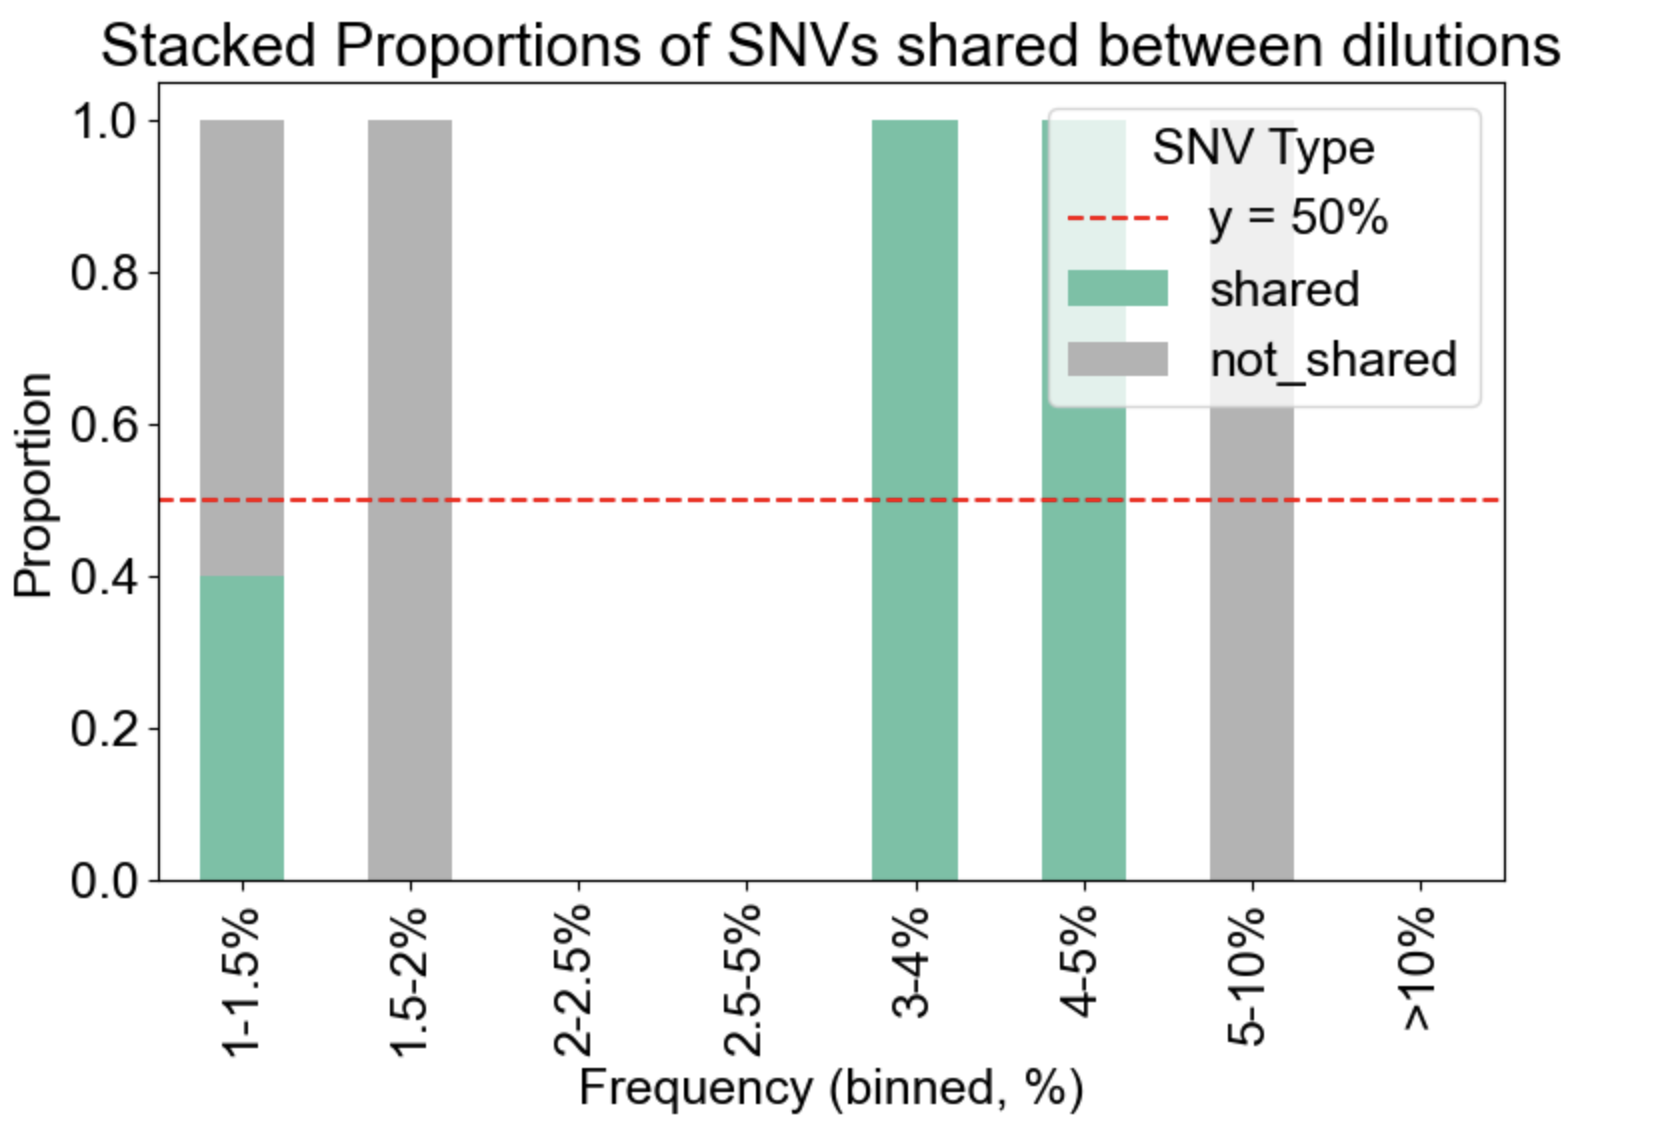 Stacked Proportions of SNVs shared between dilutions
1.0
0.8
0.6
0.4
0.2
0.0
Proportion
SNV Type
y = 50%
shared
not_shared
1-1.5%
1.5-2%
2-2.5%
2.5-5%
3-4%
4-5%
5-10%
>10%
Frequency (binned, %)